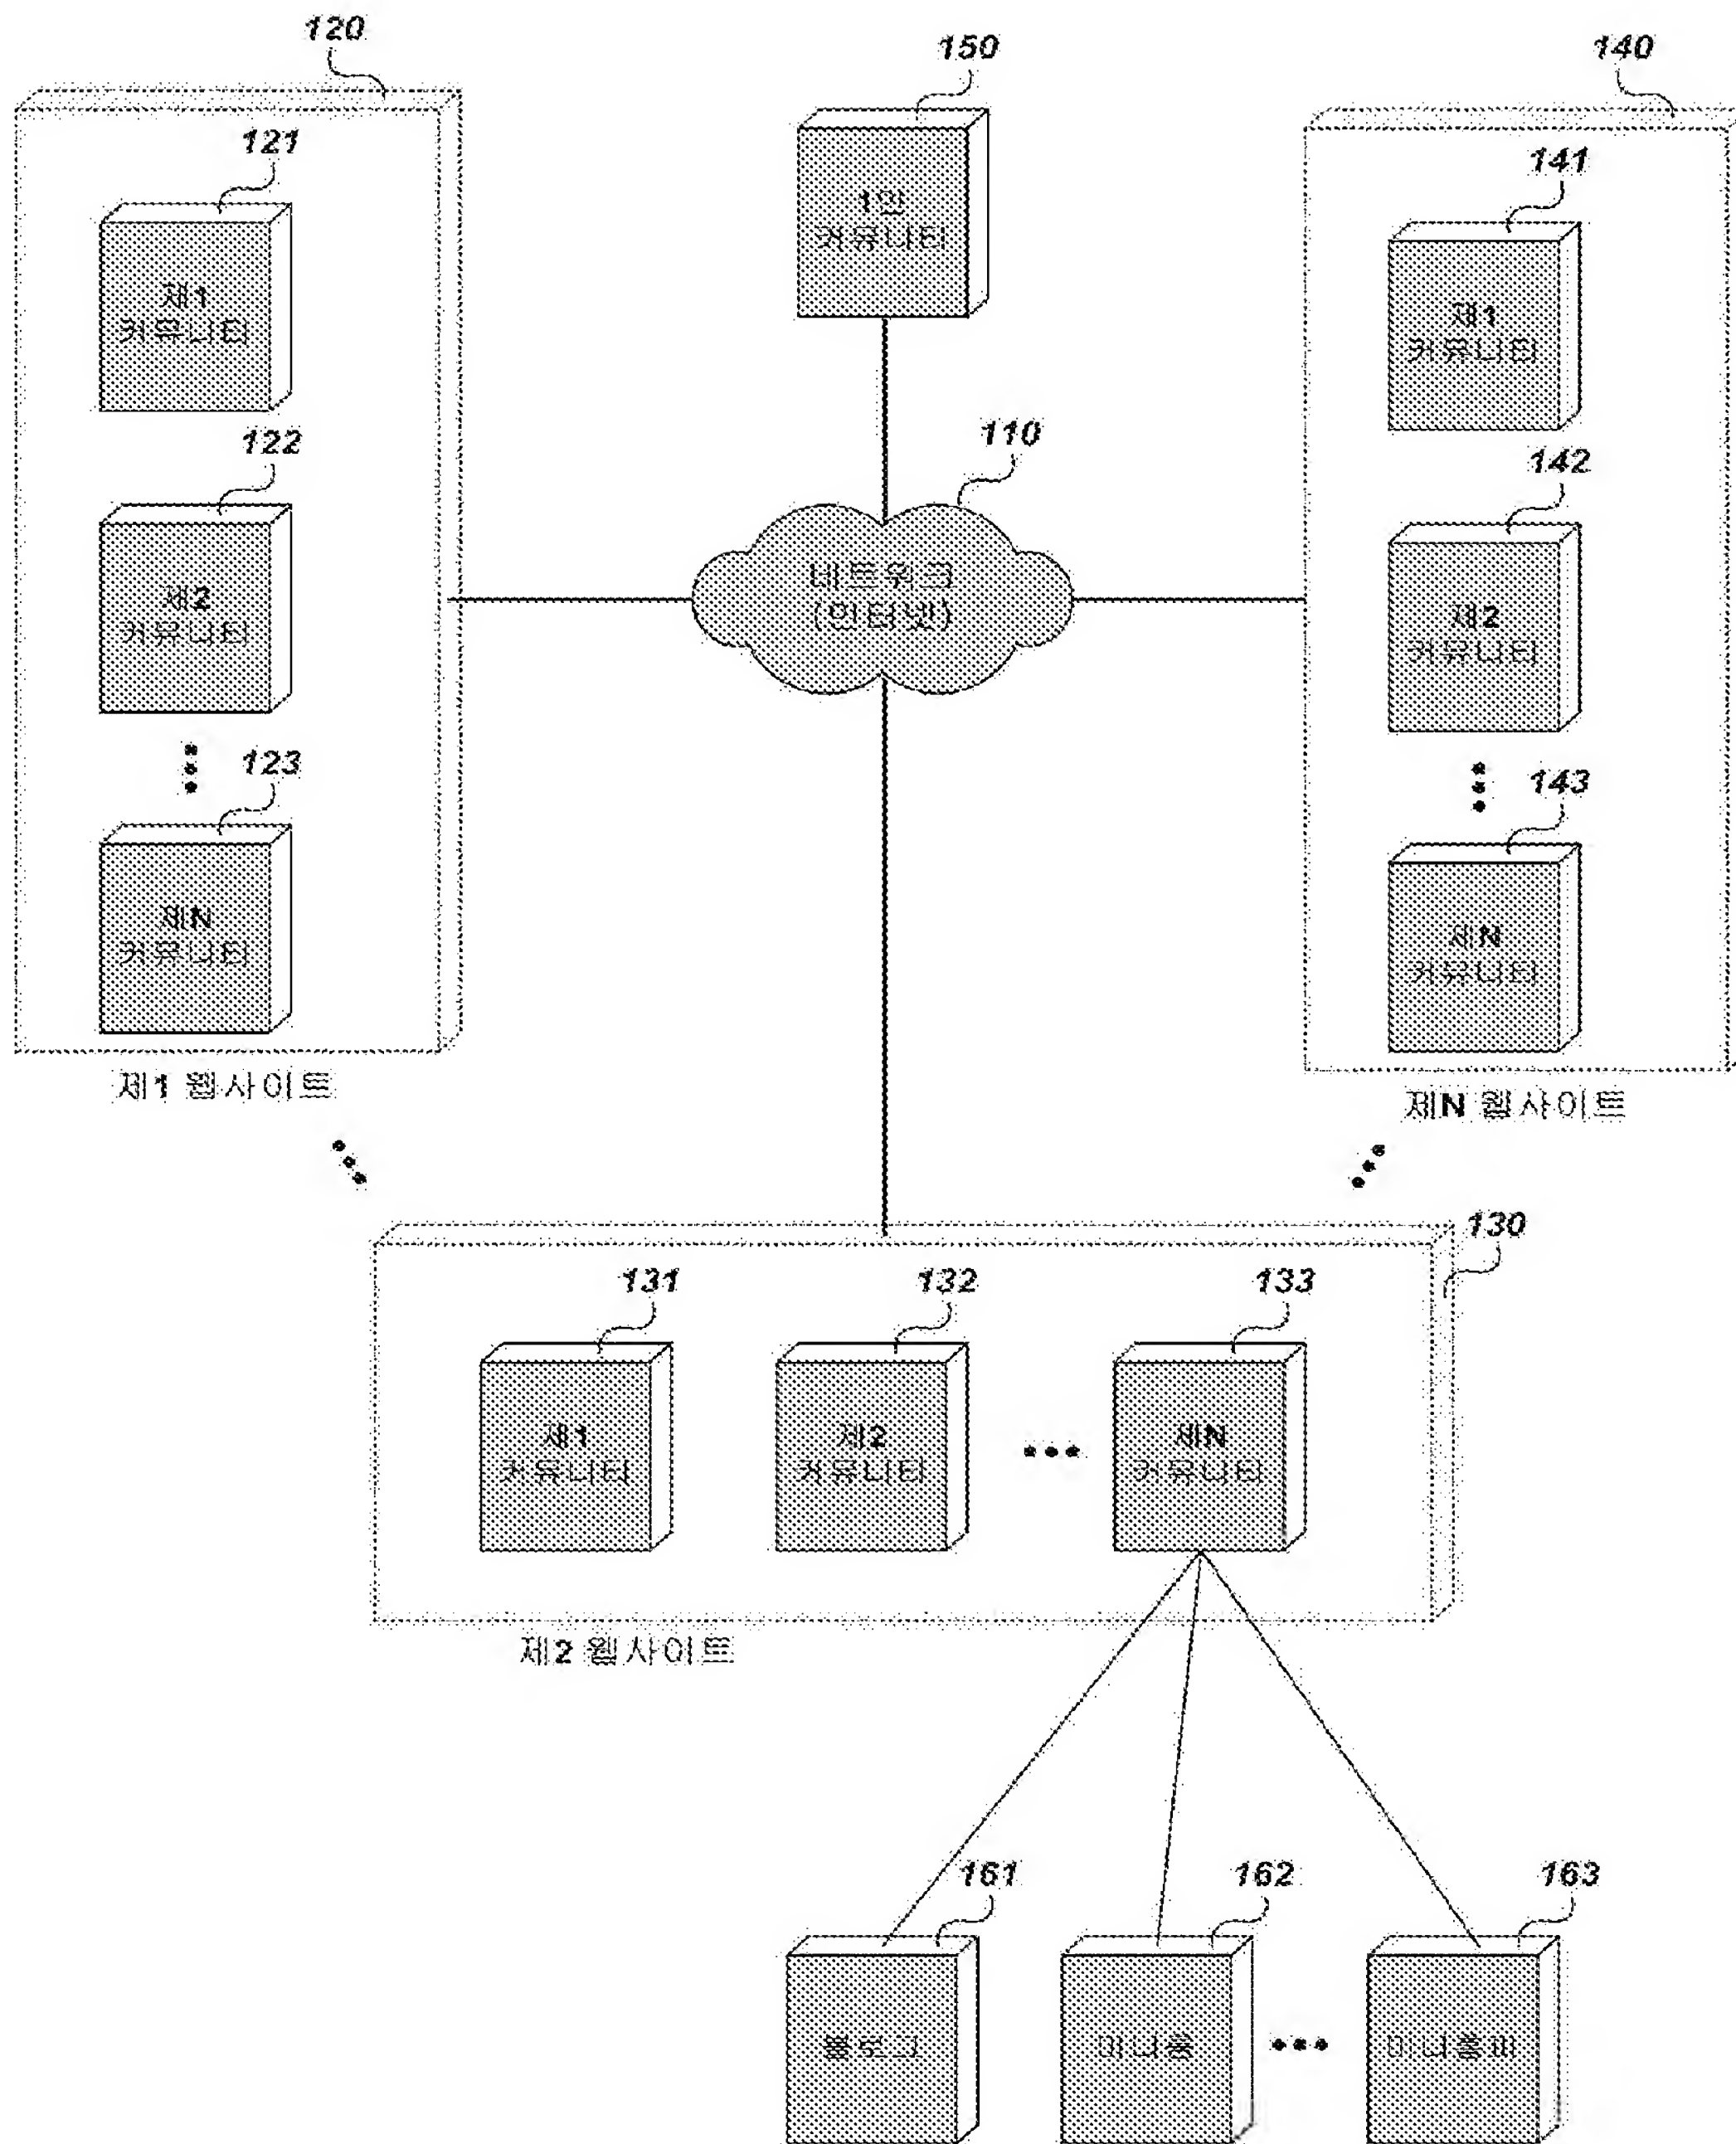 120
150
140
121
141
1인
커뮤니티
제1
커뮤니티
제1
커뮤니티
122
110
142
네트워크
(인터넷)
제2
커뮤니티
제2
커뮤니티
123
143
제N
커뮤니티
제N
커뮤니티
제1 웹사이트
제N 웹사이트
130
131
132
133
제1
커뮤니티
제2
커뮤니티
제N
커뮤니티
제2 웹사이트
161
162
163
블로그
미니룸
미니홈피